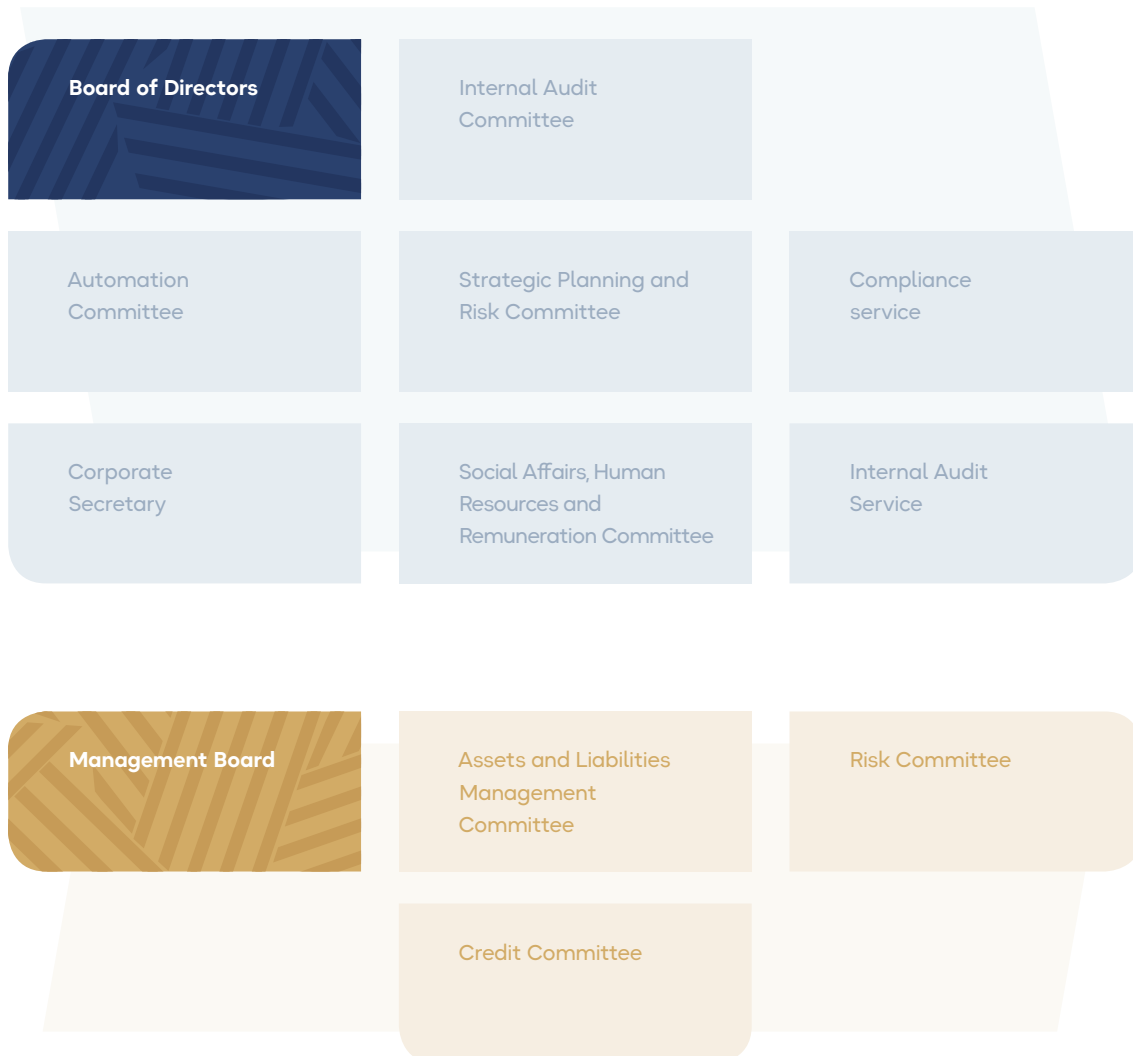 Board of Directors
Internal Audit
Committee
Automation
Committee
Strategic Planning and
Risk Committee
Compliance
service
Corporate
Secretary
Social Affairs, Human
Resources and
Remuneration Committee
Internal Audit
Service
Management Board
Assets and Liabilities
Management
Committee
Risk Committee
Credit Committee